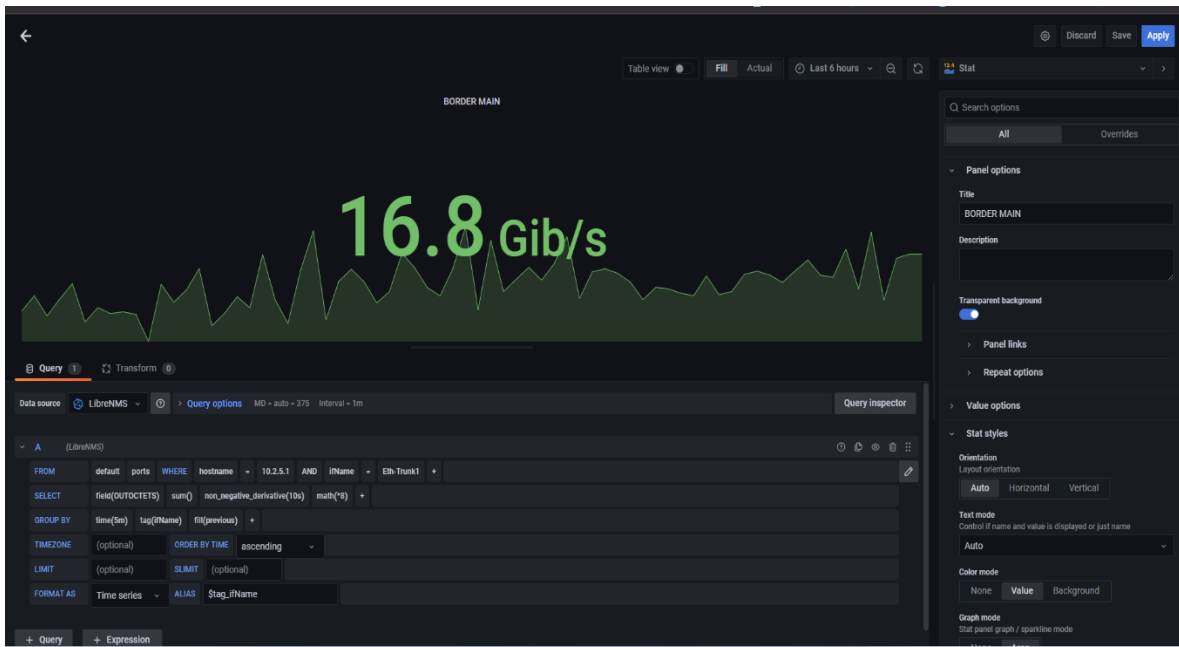 Discard Save Apply
Table view Fill Actual Last 6 hours
12.4 Stat
BORDER MAIN
16.8 Gib/s
Search options
All Overrides
Panel options
Title
BORDER MAIN
Description
Transparent background
Panel links
Repeat options
Value options
Stat styles
Orientation
Layout orientation
Auto Horizontal Vertical
Text mode
Control if name and value is displayed or just name
Auto
Color mode
None Value Background
Graph mode
Stat panel graph / sparkline mode
None Area
Query 1 Transform 0
Data source LibreNMS > Query options MD = auto = 375 Interval = 1m Query inspector
A (LibreNMS)
FROM default ports WHERE hostname = 10.2.5.1 AND ifName = Eth-Trunk1 +
SELECT field(OUTOCTETS) sum() non_negative_derivative(10s) math(*8) +
GROUP BY time(5m) tag(ifName) fill(previous) +
TIMEZONE (optional) ORDER BY TIME ascending
LIMIT (optional) SLIMIT (optional)
FORMAT AS Time series ALIAS $tag_ifName
+ Query + Expression